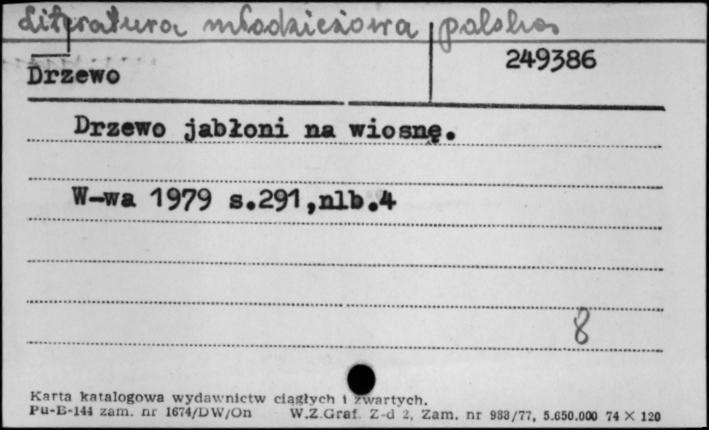 Literatura młodzieżowa polska
249386
Drzewo
Drzewo jabłoni na wiosnę.
W-wa 1979 s.291,nlb.4
8
Karta katalogowa wydawnictw ciągłych i zwartych.
Pu-B-144 zam. nr 1674/DW/On W.Z.Graf. Z-d 2, Zam. nr 983/77, 5.650.000 74 × 120